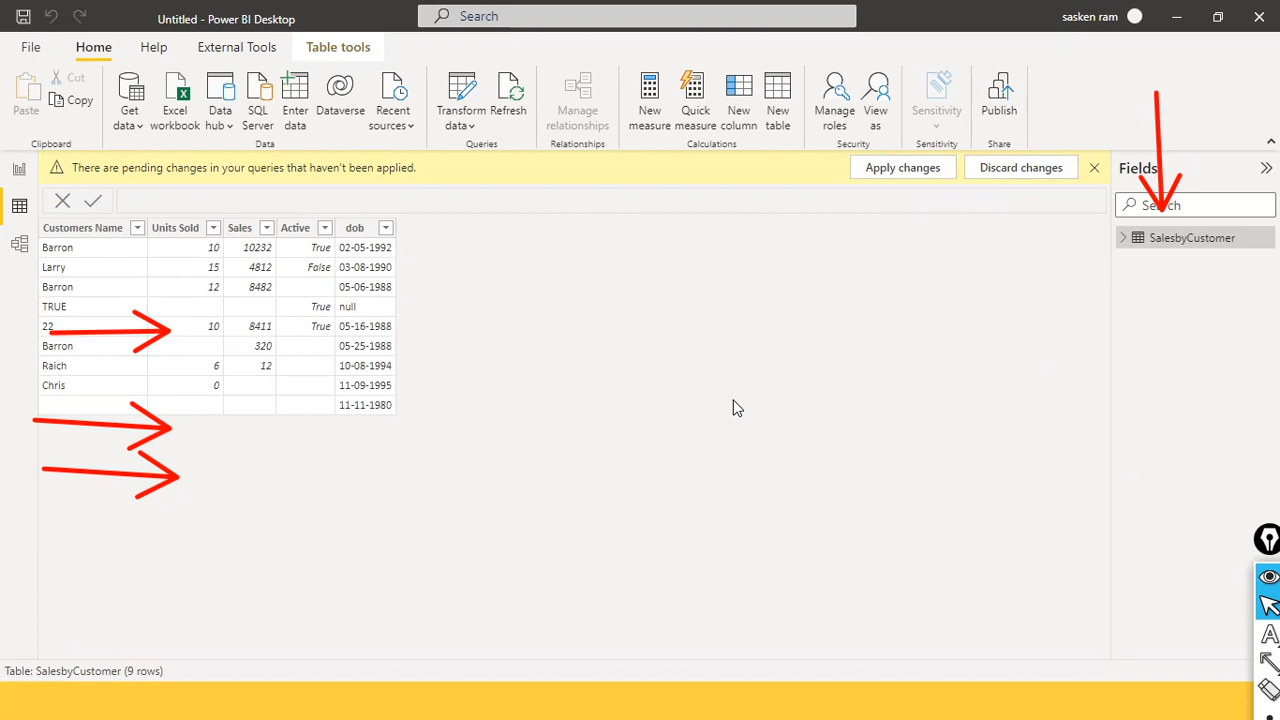 Untitled - Power BI Desktop
Search
sasken ram
File
Home
Help
External Tools
Table tools
Paste
Cut
Copy
Get data
Excel workbook
Data hub
SQL Server
Enter data
Dataverse
Recent sources
Transform data
Refresh
Manage relationships
New measure
Quick measure
New column
New table
Manage roles
View as
Sensitivity
Publish
Clipboard
Data
Queries
Relationships
Calculations
Security
Sensitivity
Share
There are pending changes in your queries that haven't been applied.
Apply changes
Discard changes
Fields
Search
SalesbyCustomer
Customers Name Units Sold Sales Active dob
Barron 10 10232 True 02-05-1992
Larry 15 4812 False 03-08-1990
Barron 12 8482 05-06-1988
TRUE True null
22 10 8411 True 05-16-1988
Barron 320 05-25-1988
Raich 6 12 10-08-1994
Chris 0 11-09-1995
11-11-1980
A
Table: SalesbyCustomer (9 rows)